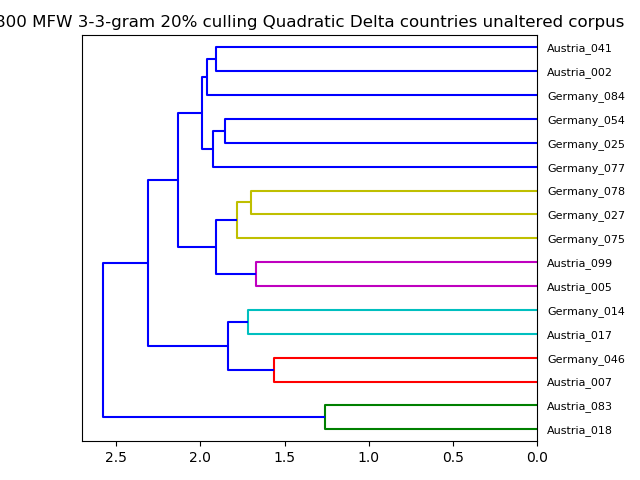 300 MFW 3-3-gram 20% culling Quadratic Delta countries unaltered corpus
Austria_041
Austria_002
Germany_084
Germany_054
Germany_025
Germany_077
Germany_078
Germany_027
Germany_075
Austria_099
Austria_005
Germany_014
Austria_017
Germany_046
Austria_007
Austria_083
Austria_018
2.5 2.0 1.5 1.0 0.5 0.0